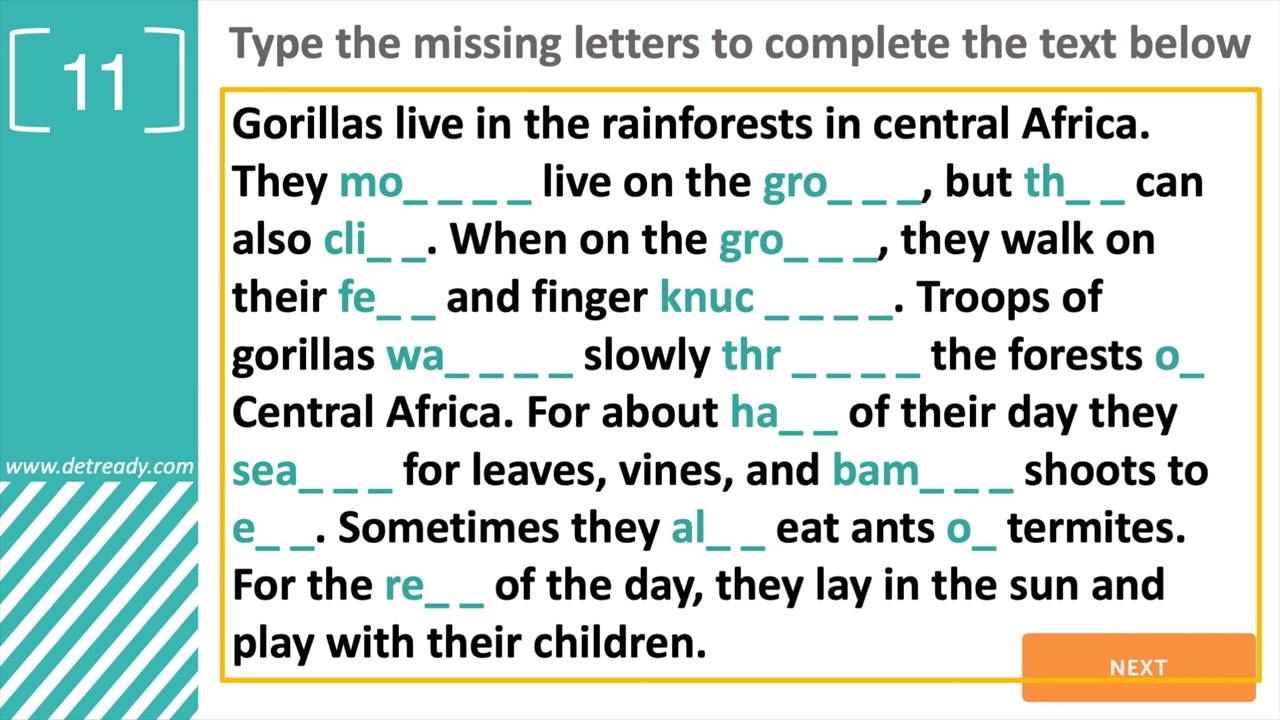 11
Type the missing letters to complete the text below
Gorillas live in the rainforests in central Africa.
They mo_ _ _ _ live on the gro_ _ _, but th_ _ can
also cli_ _. When on the gro_ _ _, they walk on
their fe_ _ and finger knuc _ _ _ _. Troops of
gorillas wa_ _ _ _ slowly thr _ _ _ _ the forests o_
Central Africa. For about ha_ _ of their day they
sea_ _ _ for leaves, vines, and bam_ _ _ shoots to
e_ _. Sometimes they al_ _ eat ants o_ termites.
For the re_ _ of the day, they lay in the sun and
play with their children.
www.detready.com
NEXT